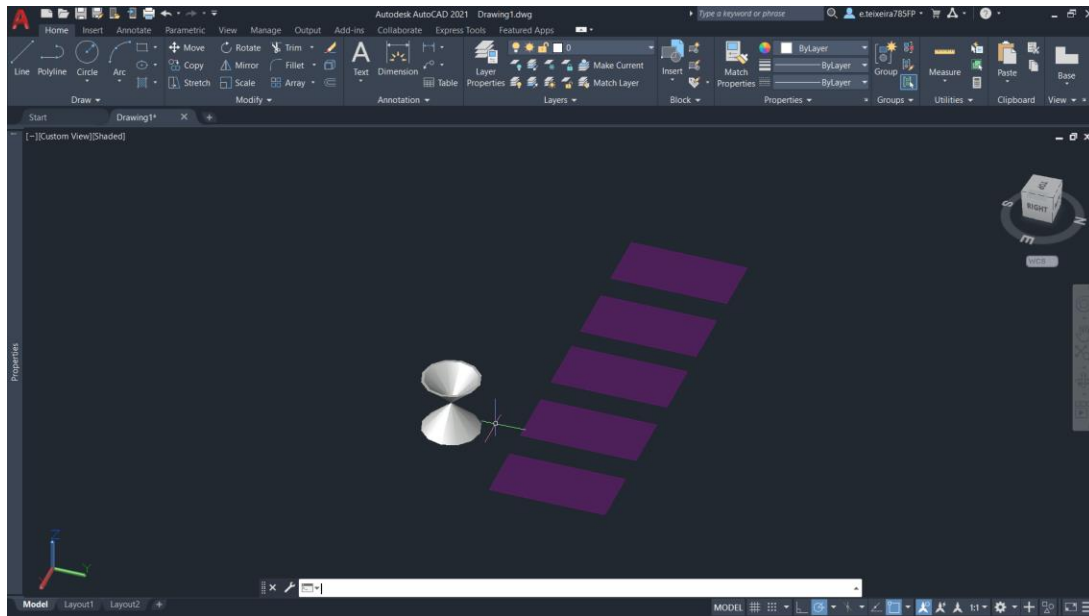 A Autodesk AutoCAD 2021 Drawing1.dwg Type a keyword or phrase e.teixeira785FP
Home Insert Annotate Parametric View Manage Output Add-ins Collaborate Express Tools Featured Apps
Line Polyline Circle Arc
Move Rotate Trim
Copy Mirror Fillet
Stretch Scale Array
Text Dimension
Table
Layer Properties
0
Make Current
Match Layer
Insert
Match Properties
ByLayer
ByLayer
ByLayer
Group
Measure
Paste
Base
Draw Modify Annotation Layers Block Properties Groups Utilities Clipboard View
Start Drawing1*
[-][Custom View][Shaded]
RIGHT
S
N
E
WCS
Properties
Z
Y
Model Layout1 Layout2
MODEL 1:1